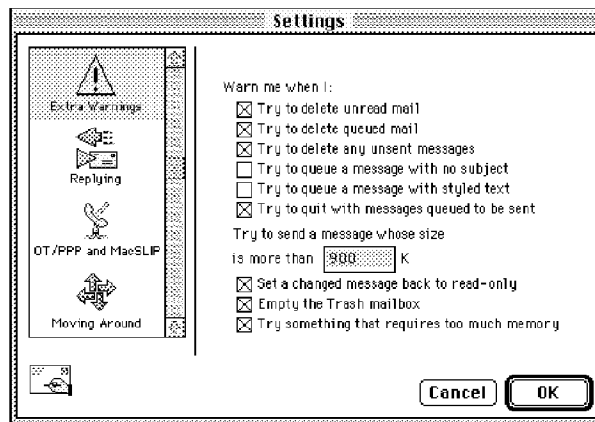 Settings
Extra Warnings
Replying
OT/PPP and MacSLIP
Moving Around
Warn me when I:
Try to delete unread mail
Try to delete queued mail
Try to delete any unsent messages
Try to queue a message with no subject
Try to queue a message with styled text
Try to quit with messages queued to be sent
Try to send a message whose size
is more than 900 K
Set a changed message back to read-only
Empty the Trash mailbox
Try something that requires too much memory
Cancel OK